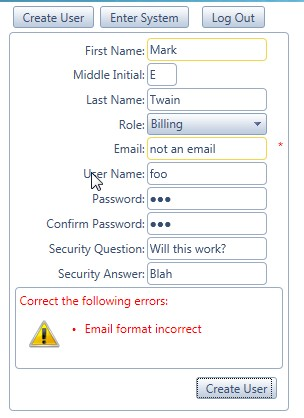 Create User Enter System Log Out
First Name: Mark
Middle Initial: E
Last Name: Twain
Role: Billing
Email: not an email *
User Name: foo
Password: ●●●
Confirm Password: ●●●
Security Question: Will this work?
Security Answer: Blah
Correct the following errors:
• Email format incorrect
Create User